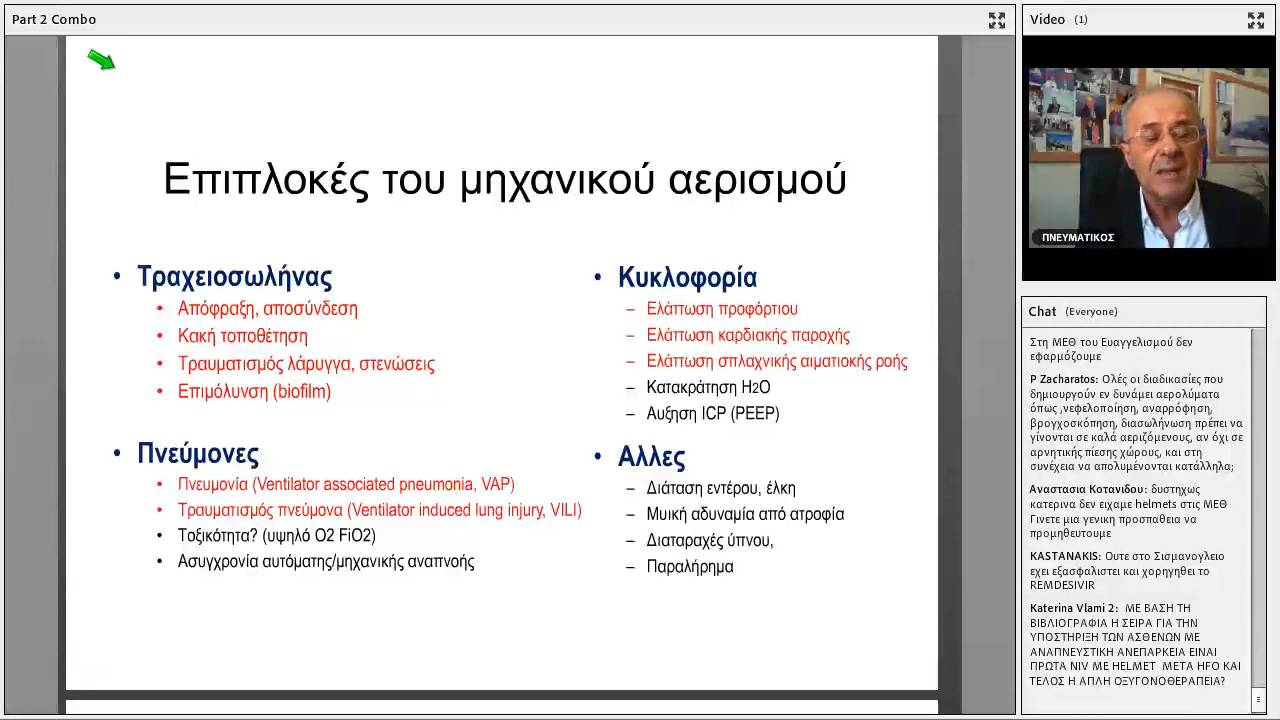 Part 2 Combo
Επιπλοκές του μηχανικού αερισμού
• Τραχειοσωλήνας
• Απόφραξη, αποσύνδεση
• Κακή τοποθέτηση
• Τραυματισμός λάρυγγα, στενώσεις
• Επιμόλυνση (biofilm)
• Πνεύμονες
• Πνευμονία (Ventilator associated pneumonia, VAP)
• Τραυματισμός πνεύμονα (Ventilator induced lung injury, VILI)
• Τοξικότητα? (υψηλό O2 FiO2)
• Ασυγχρονία αυτόματης/μηχανικής αναπνοής
• Κυκλοφορία
– Ελάττωση προφόρτιου
– Ελάττωση καρδιακής παροχής
– Ελάττωση σπλαχνικής αιματιοκής ροής
– Κατακράτηση H2O
– Αυξηση ICP (PEEP)
• Αλλες
– Διάταση εντέρου, έλκη
– Μυική αδυναμία από ατροφία
– Διαταραχές ύπνου,
– Παραλήρημα
Video (1)
ΠΝΕΥΜΑΤΙΚΟΣ
Chat (Everyone)
Στη ΜΕΘ του Ευαγγελισμού δεν
εφαρμόζουμε
P Zacharatos: Ολές οι διαδικασίες που
δημιουργούν εν δυνάμει αερολύματα
όπως ,νεφελοποίηση, αναρρόφηση,
βρογχοσκόπηση, διασωλήνωση πρέπει να
γίνονται σε καλά αεριζόμενους, αν όχι σε
αρνητικής πίεσης χώρους, και στη
συνέχεια να απολυμένονται κατάλληλα;
Αναστασια Κοτανιδου: δυστηχως
κατερινα δεν ειχαμε helmets στις ΜΕΘ
Γινετε μια γενικη προσπαθεια να
προμηθευτουμε
KASTANAKIS: Ουτε στο Σισμανογλειο
εχει εξασφαλιστει και χορηγηθει το
REMDESIVIR
Katerina Vlami 2: ΜΕ ΒΑΣΗ ΤΗ
ΒΙΒΛΙΟΓΡΑΦΙΑ Η ΣΕΙΡΑ ΓΙΑ ΤΗΝ
ΥΠΟΣΤΗΡΙΞΗ ΤΩΝ ΑΣΘΕΝΩΝ ΜΕ
ΑΝΑΠΝΕΥΣΤΙΚΗ ΑΝΕΠΑΡΚΕΙΑ ΕΙΝΑΙ
ΠΡΩΤΑ NIV ΜΕ HELMET ΜΕΤΑ HFO ΚΑΙ
ΤΕΛΟΣ Η ΑΠΛΗ ΟΞΥΓΟΝΟΘΕΡΑΠΕΙΑ?